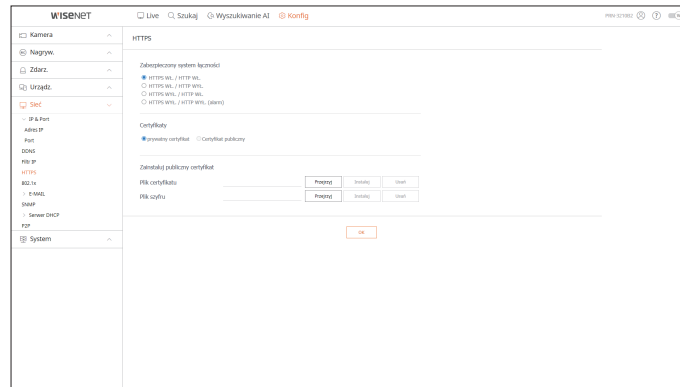 WISENET
Live Szukaj Wyszukiwanie AI Konfig
Kamera
Nagryw.
Zdarz.
Urządz.
Sieć
IP & Port
Adres IP
Port
DDNS
Filtr IP
HTTPS
802.1x
> E-MAIL
SNMP
> Serwer DHCP
P2P
System
HTTPS
Zabezpieczony system łączności
HTTPS WŁ. / HTTP WŁ.
HTTPS WŁ. / HTTP WYŁ.
HTTPS WYŁ. / HTTP WŁ.
HTTPS WYŁ. / HTTP WYŁ. (alarm)
Certyfikaty
prywatny certyfikat Certyfikat publiczny
Zainstaluj publiczny certyfikat
Plik certyfikatu Przejrzyj Instaluj Usuń
Plik szyfru Przejrzyj Instaluj Usuń
OK